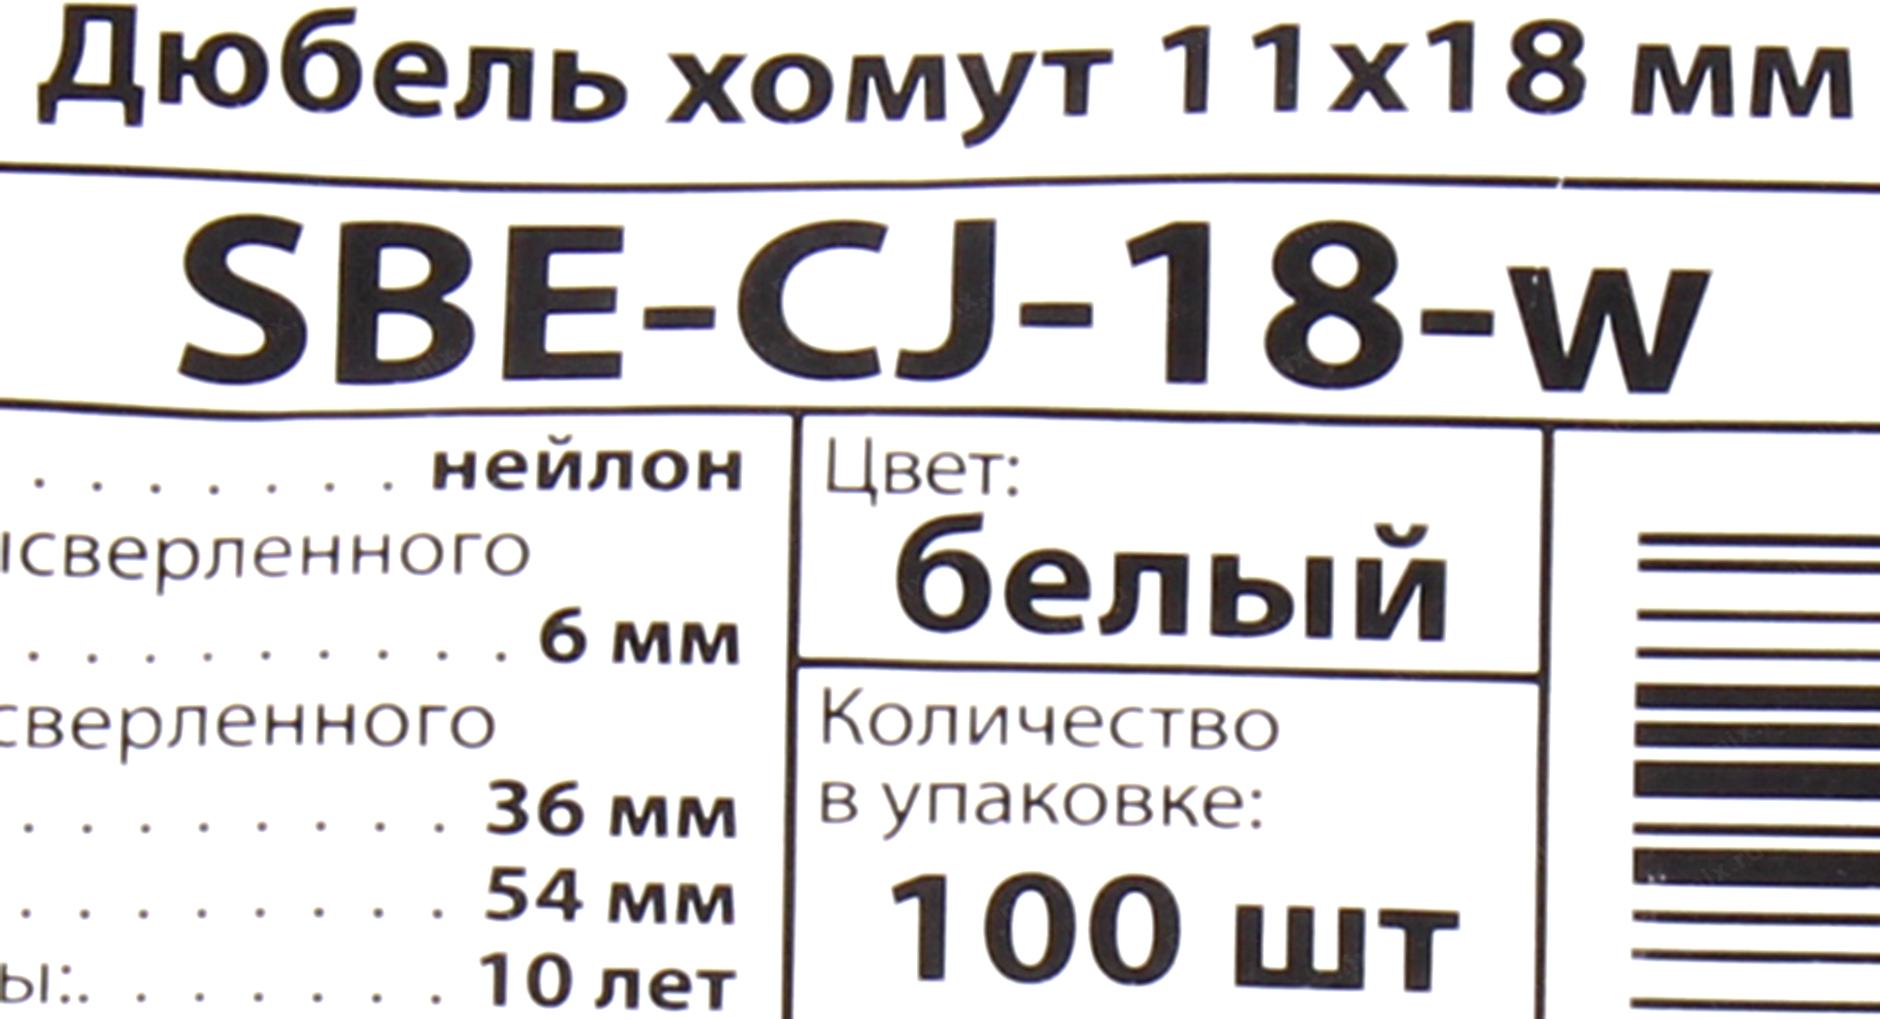 Дюбель хомут 11x18 мм
SBE-CJ-18-w
. . . . . . . нейлон
сверленного
. . . . . . . . . 6 мм
сверленного
. . . . . . . . 36 мм
. . . . . . . . 54 мм
ы:. . . . . . . 10 лет
Цвет:
белый
Количество
в упаковке:
100 шт